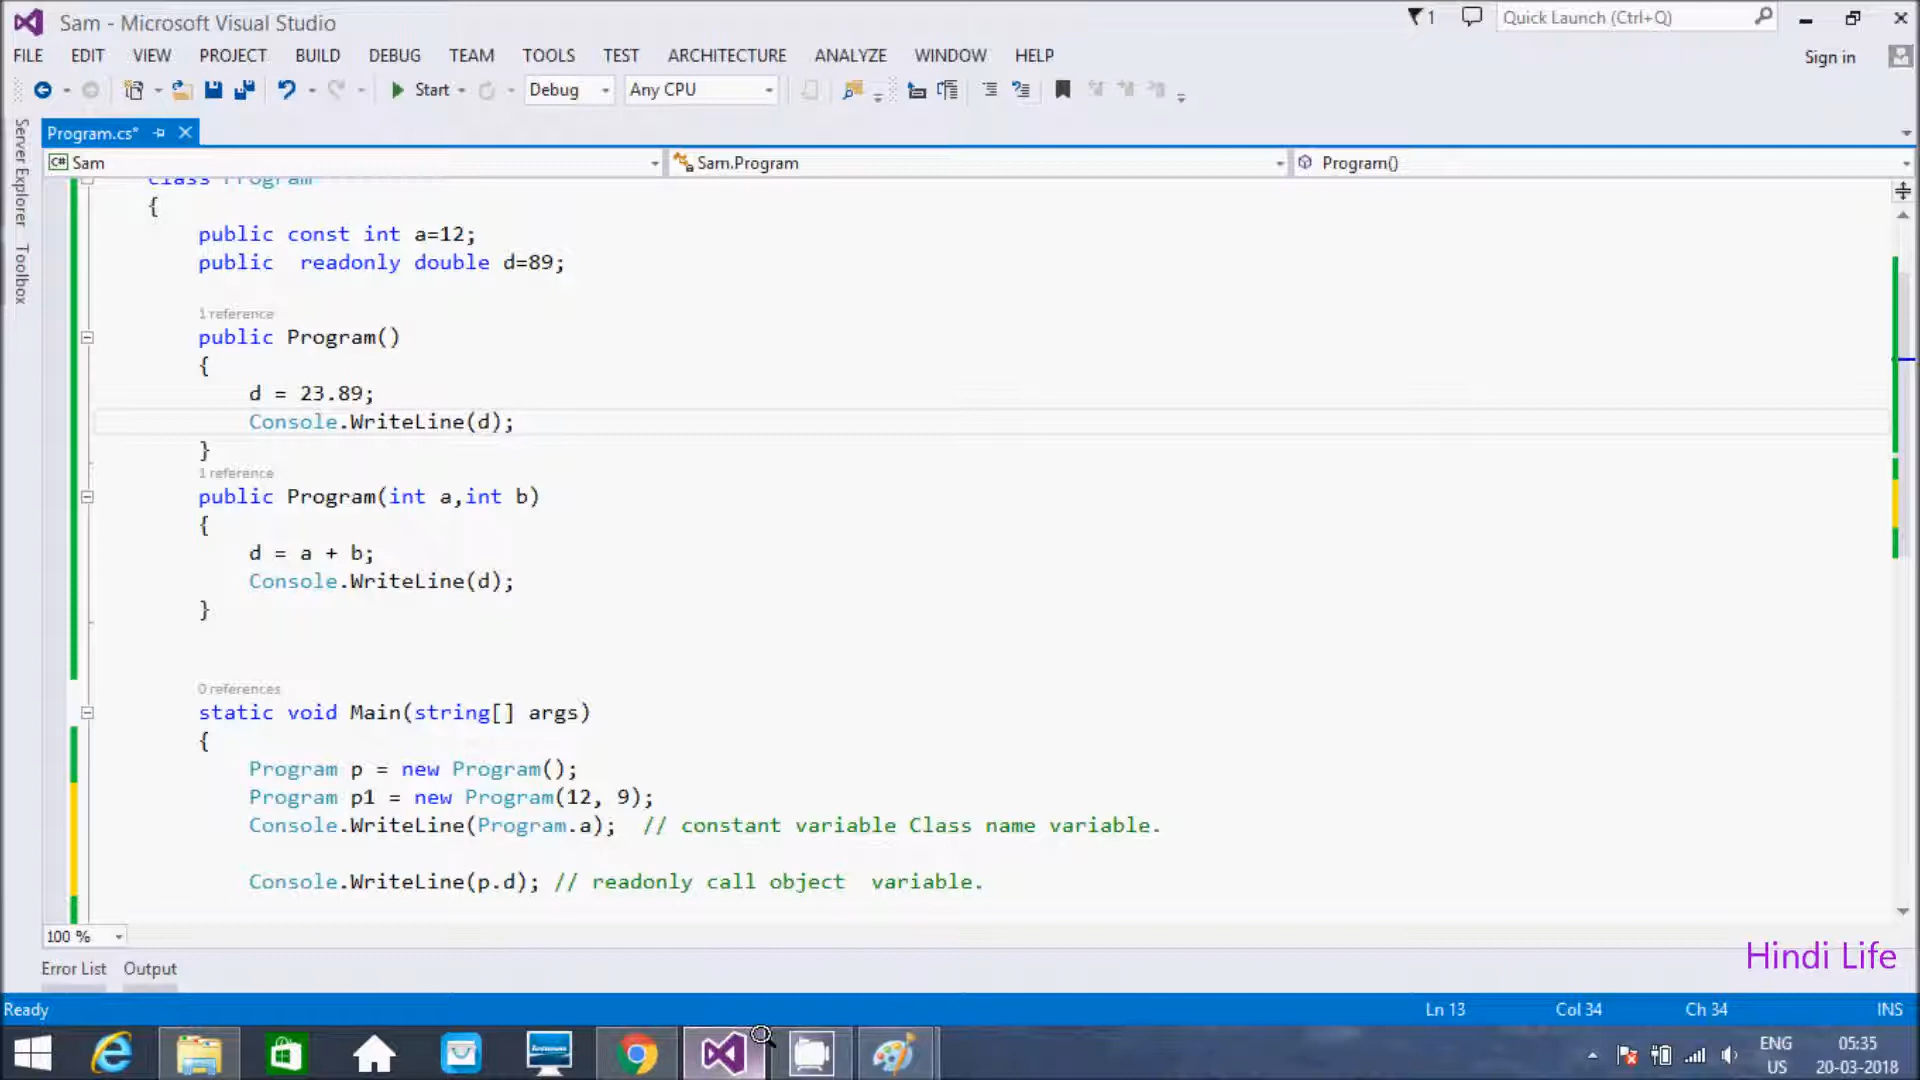 Sam - Microsoft Visual Studio
1
Quick Launch (Ctrl+Q)
FILE EDIT VIEW PROJECT BUILD DEBUG TEAM TOOLS TEST ARCHITECTURE ANALYZE WINDOW HELP
Sign in
Start Debug Any CPU
Server Explorer
Toolbox
Program.cs*
C# Sam
Sam.Program
Program()
class Program
{
public const int a=12;
public  readonly double d=89;
1 reference
public Program()
{
d = 23.89;
Console.WriteLine(d);
}
1 reference
public Program(int a,int b)
{
d = a + b;
Console.WriteLine(d);
}
0 references
static void Main(string[] args)
{
Program p = new Program();
Program p1 = new Program(12, 9);
Console.WriteLine(Program.a);  // constant variable Class name variable.
Console.WriteLine(p.d); // readonly call object  variable.
100 %
Hindi Life
Error List Output
Ready
Ln 13 Col 34 Ch 34 INS
ENG
US
05:35
20-03-2018